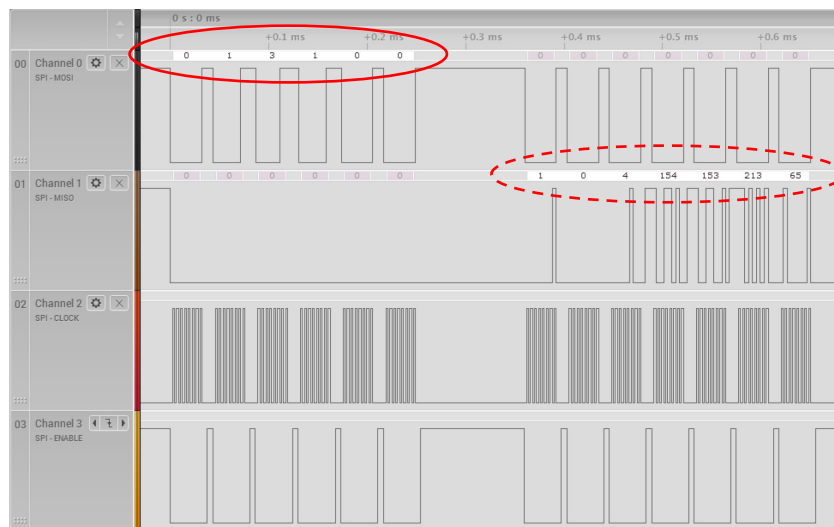 0 s : 0 ms
+0.1 ms +0.2 ms +0.3 ms +0.4 ms +0.5 ms +0.6 ms
00 Channel 0
SPI - MOSI
0 1 3 1 0 0 0 0 0 0 0 0 0
01 Channel 1
SPI - MISO
0 0 0 0 0 0 1 0 4 154 153 213 65
02 Channel 2
SPI - CLOCK
03 Channel 3
SPI - ENABLE